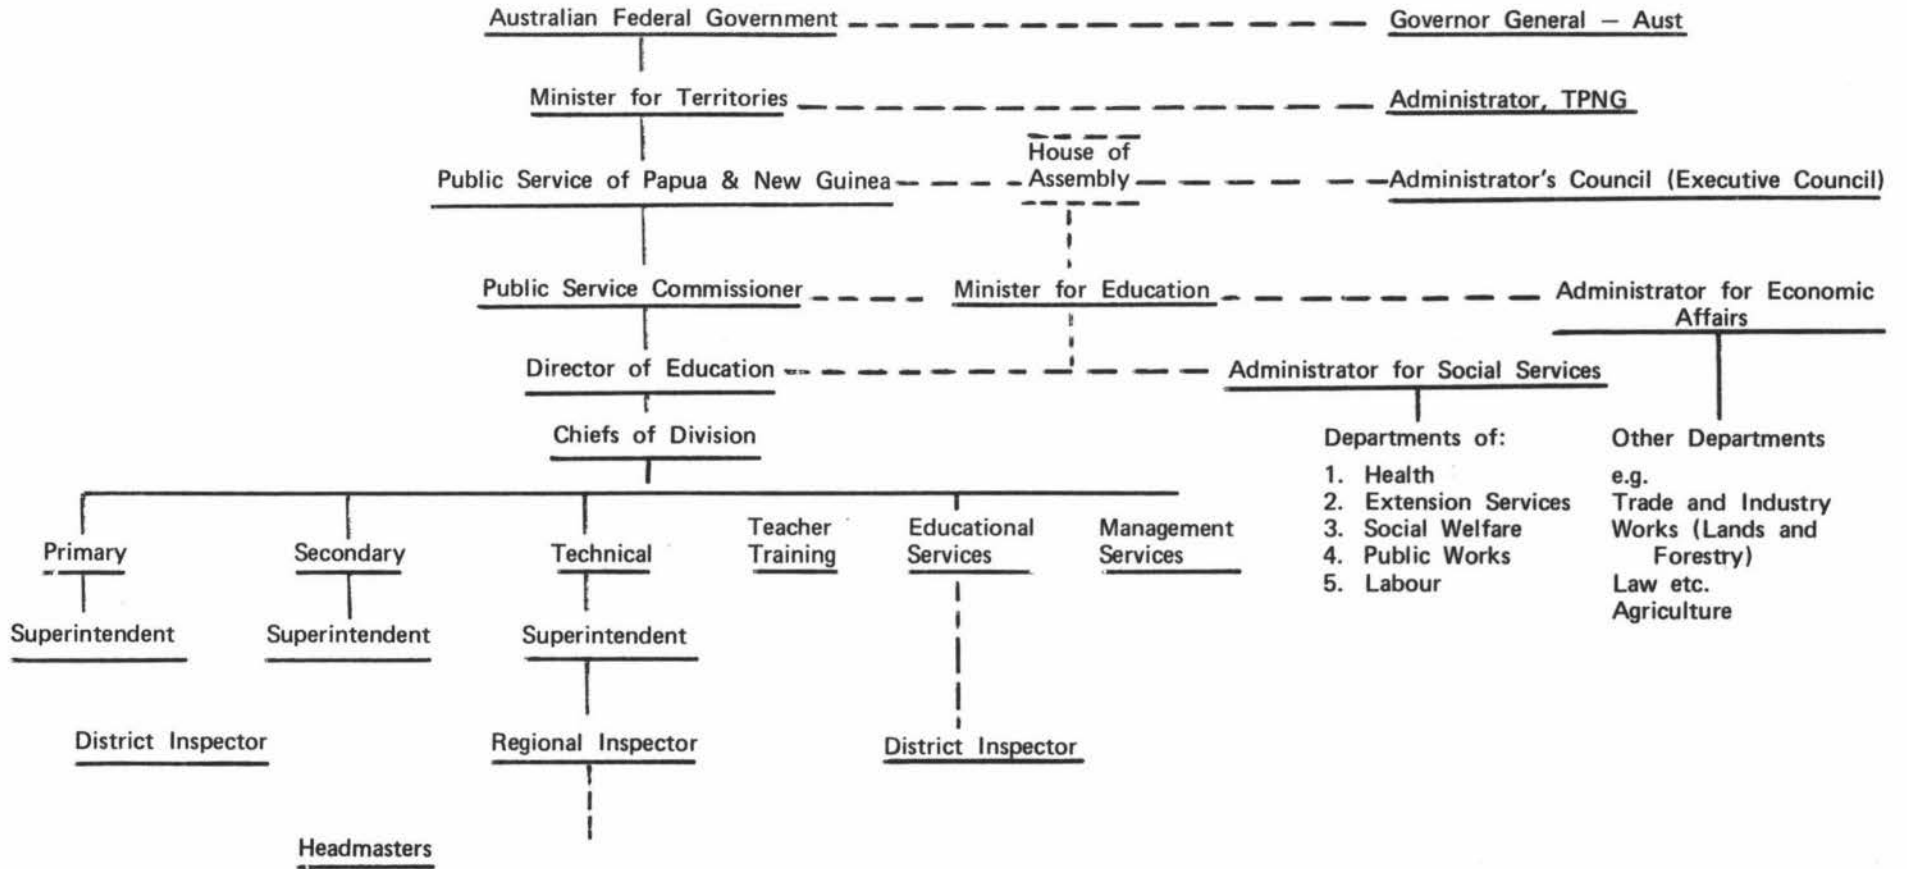 Australian Federal Government
Governor General – Aust
Minister for Territories
Administrator, TPNG
House of
Assembly
Public Service of Papua & New Guinea
Administrator's Council (Executive Council)
Public Service Commissioner
Minister for Education
Administrator for Economic
Affairs
Director of Education
Administrator for Social Services
Chiefs of Division
Departments of:
1. Health
2. Extension Services
3. Social Welfare
4. Public Works
5. Labour
Other Departments
e.g.
Trade and Industry
Works (Lands and
Forestry)
Law etc.
Agriculture
Primary
Secondary
Technical
Teacher
Training
Educational
Services
Management
Services
Superintendent
Superintendent
Superintendent
District Inspector
Regional Inspector
District Inspector
Headmasters